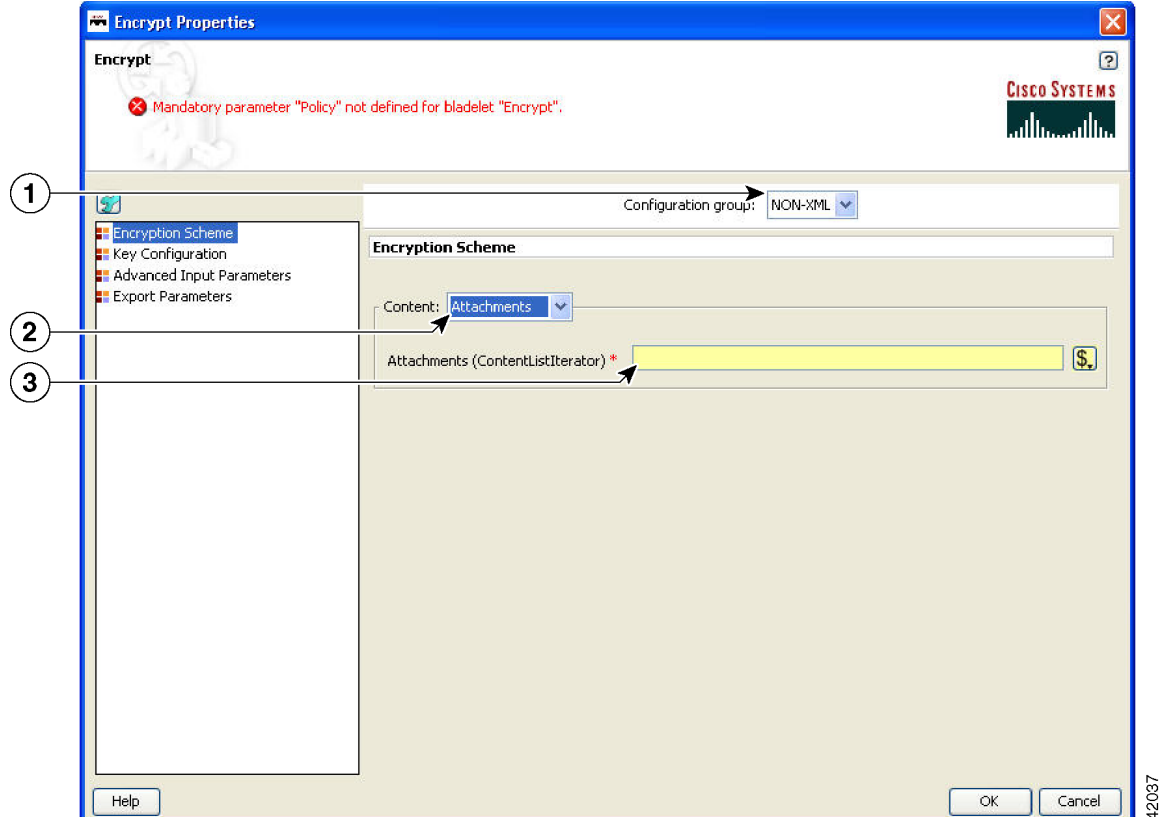 Encrypt Properties
Encrypt
Mandatory parameter "Policy" not defined for bladelet "Encrypt".
?
CISCO SYSTEMS
1
Configuration group: NON-XML
Encryption Scheme
Key Configuration
Advanced Input Parameters
Export Parameters
Encryption Scheme
2
Content: Attachments
3
Attachments (ContentListIterator) *
$
Help
OK
Cancel
42037